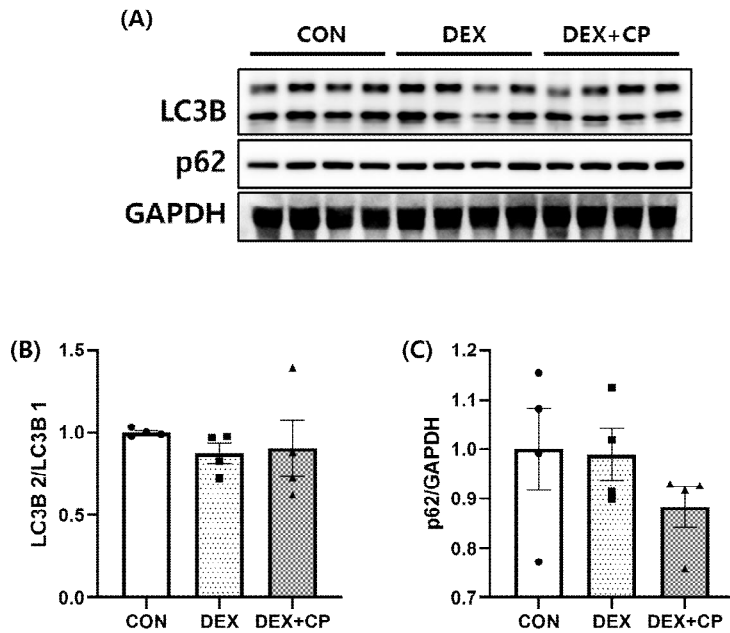 (A)
CON DEX DEX+CP
LC3B
p62
GAPDH
(B)
LC3B 2/LC3B 1
1.5
1.0
0.5
0.0
CON DEX DEX+CP
(C)
p62/GAPDH
1.2
1.1
1.0
0.9
0.8
0.7
CON DEX DEX+CP